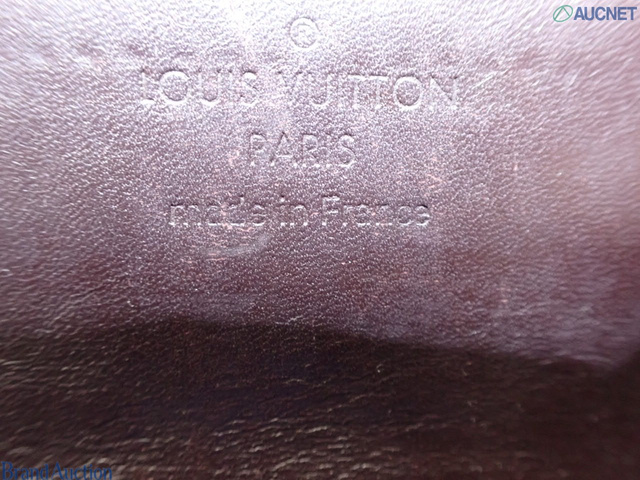 AUCNET
®
LOUIS VUITTON
PARIS
made in France
Brand Auction